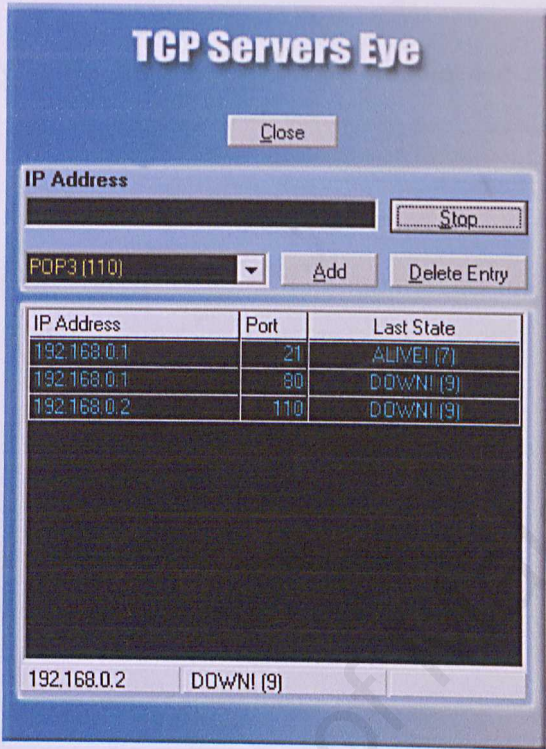 TCP Servers Eye
Close
IP Address
Stop
POP3 (110)
Add
Delete Entry
IP Address Port Last State
192.168.0.1 21 ALIVE! (7)
192.168.0.1 80 DOWN! (9)
192.168.0.2 110 DOWN! (9)
192.168.0.2 DOWN! (9)